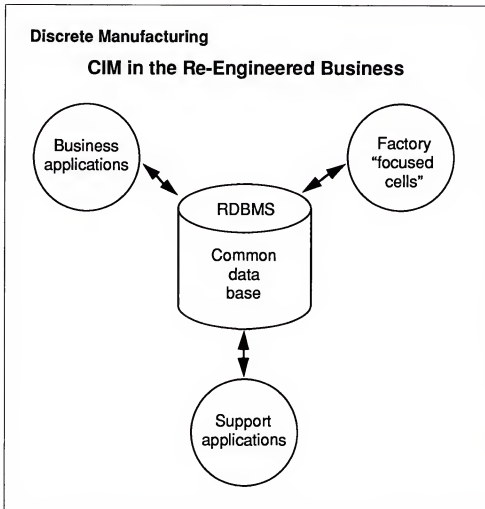 Discrete Manufacturing
CIM in the Re-Engineered Business
Business
applications
Factory
“focused
cells”
RDBMS
Common
data
base
Support
applications